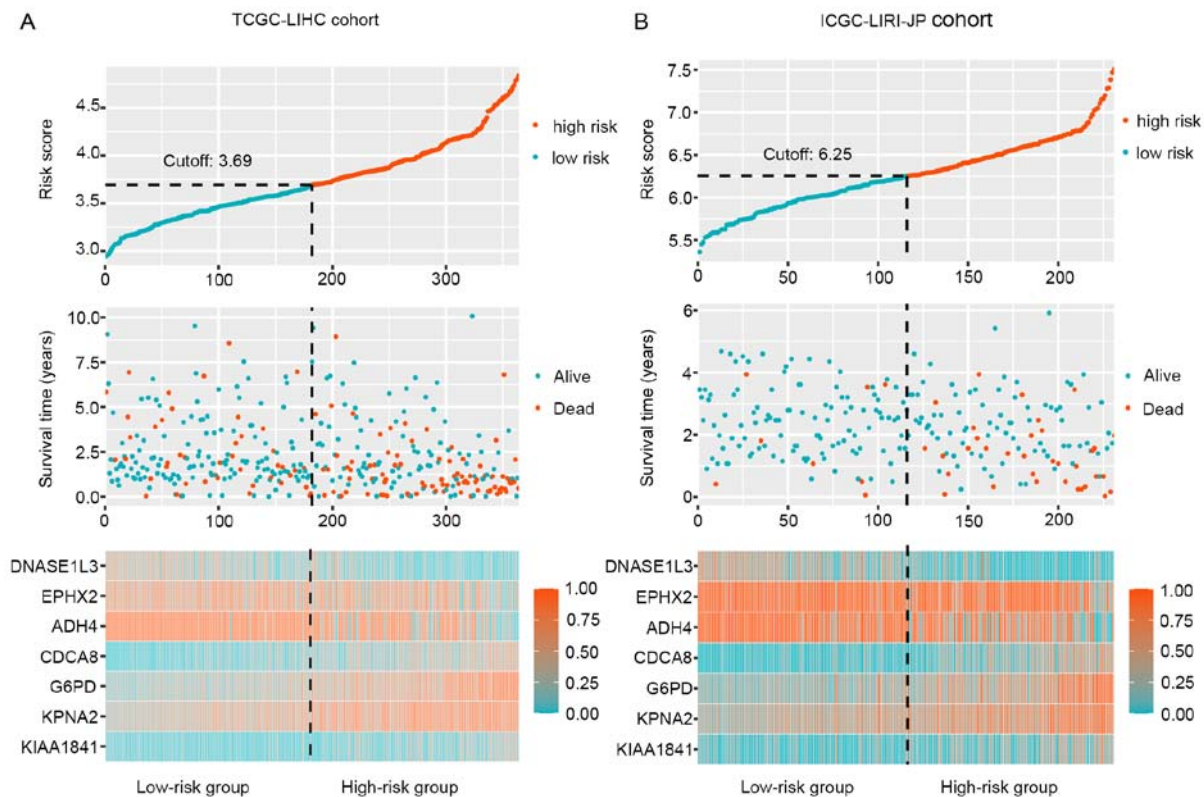 A
TCGC-LIHC cohort
Risk score
4.5
4.0
3.5
3.0
Cutoff: 3.69
high risk
low risk
0
100
200
300
Survival time (years)
10.0
7.5
5.0
2.5
0.0
Alive
Dead
0
100
200
300
DNASE1L3
EPHX2
ADH4
CDCA8
G6PD
KPNA2
KIAA1841
1.00
0.75
0.50
0.25
0.00
Low-risk group
High-risk group
B
ICGC-LIRI-JP cohort
Risk score
7.5
7.0
6.5
6.0
5.5
Cutoff: 6.25
high risk
low risk
0
50
100
150
200
Survival time (years)
6
4
2
0
Alive
Dead
0
50
100
150
200
DNASE1L3
EPHX2
ADH4
CDCA8
G6PD
KPNA2
KIAA1841
1.00
0.75
0.50
0.25
0.00
Low-risk group
High-risk group